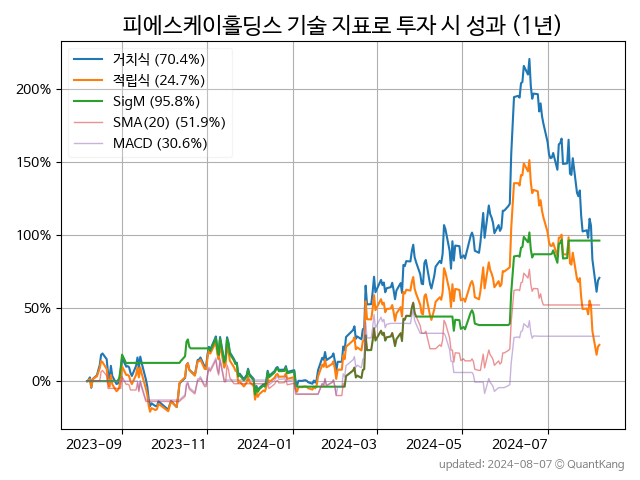 피에스케이홀딩스 기술 지표로 투자 시 성과 (1년)
거치식 (70.4%)
적립식 (24.7%)
SigM (95.8%)
SMA(20) (51.9%)
MACD (30.6%)
200%
150%
100%
50%
0%
2023-09 2023-11 2024-01 2024-03 2024-05 2024-07
updated: 2024-08-07 © QuantKang